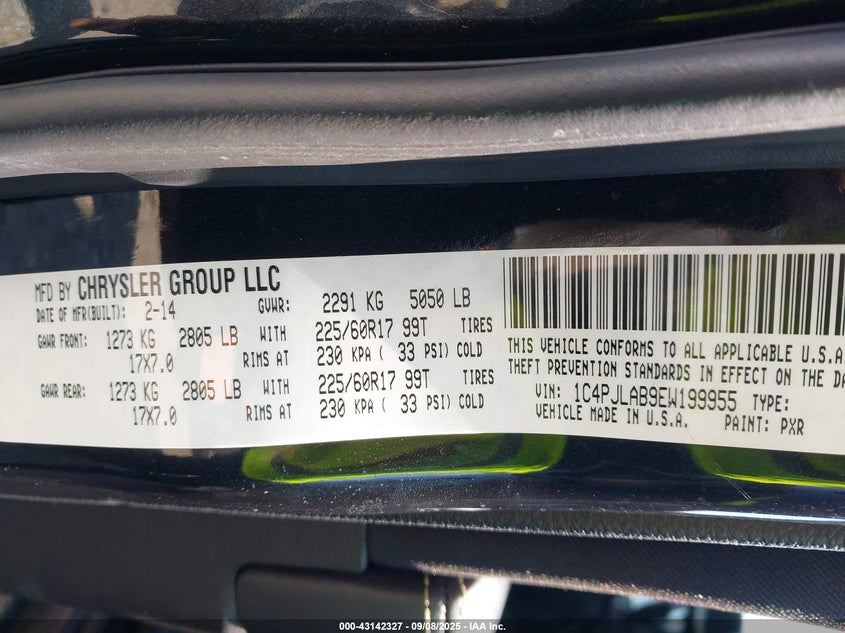 MFD BY CHRYSLER GROUP LLC
DATE OF MFR(BUILT): 2-14 GVWR: 2291 KG 5050 LB
GAWR FRONT: 1273 KG 2805 LB WITH 225/60R17 99T TIRES
17X7.0 RIMS AT 230 KPA ( 33 PSI) COLD
GAWR REAR: 1273 KG 2805 LB WITH 225/60R17 99T TIRES
17X7.0 RIMS AT 230 KPA ( 33 PSI) COLD
THIS VEHICLE CONFORMS TO ALL APPLICABLE U.S.A
THEFT PREVENTION STANDARDS IN EFFECT ON THE DA
VIN: 1C4PJLAB9EW199955 TYPE:
VEHICLE MADE IN U.S.A. PAINT: PXR
000-43142327 - 09/08/2025 - IAA Inc.